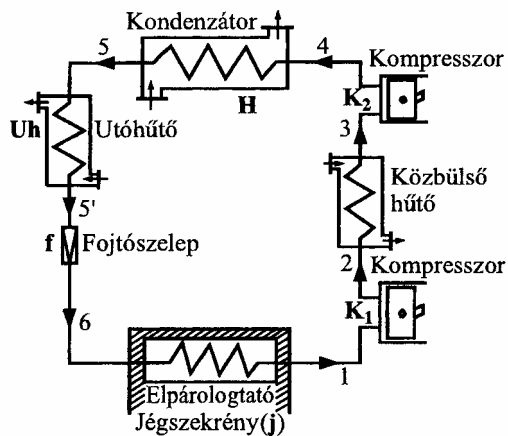 Kondenzátor
5
4
Kompresszor
H
K₂
Uh
Utóhűtő
3
Közbülső
hűtő
5'
f
Fojtószelep
2
Kompresszor
K₁
6
1
Elpárologtató
Jégszekrény(j)